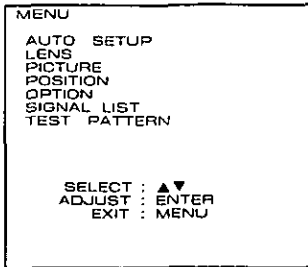 MENU
AUTO SETUP
LENS
PICTURE
POSITION
OPTION
SIGNAL LIST
TEST PATTERN
SELECT : ▲▼
ADJUST : ENTER
EXIT : MENU